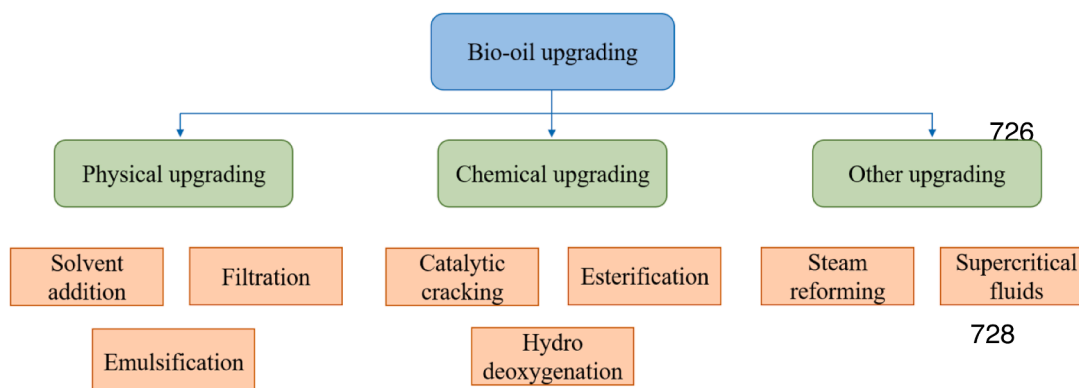 Bio-oil upgrading
726
Physical upgrading
Chemical upgrading
Other upgrading
Solvent
addition
Filtration
Catalytic
cracking
Esterification
Steam
reforming
Supercritical
fluids
Emulsification
Hydro
deoxygenation
728